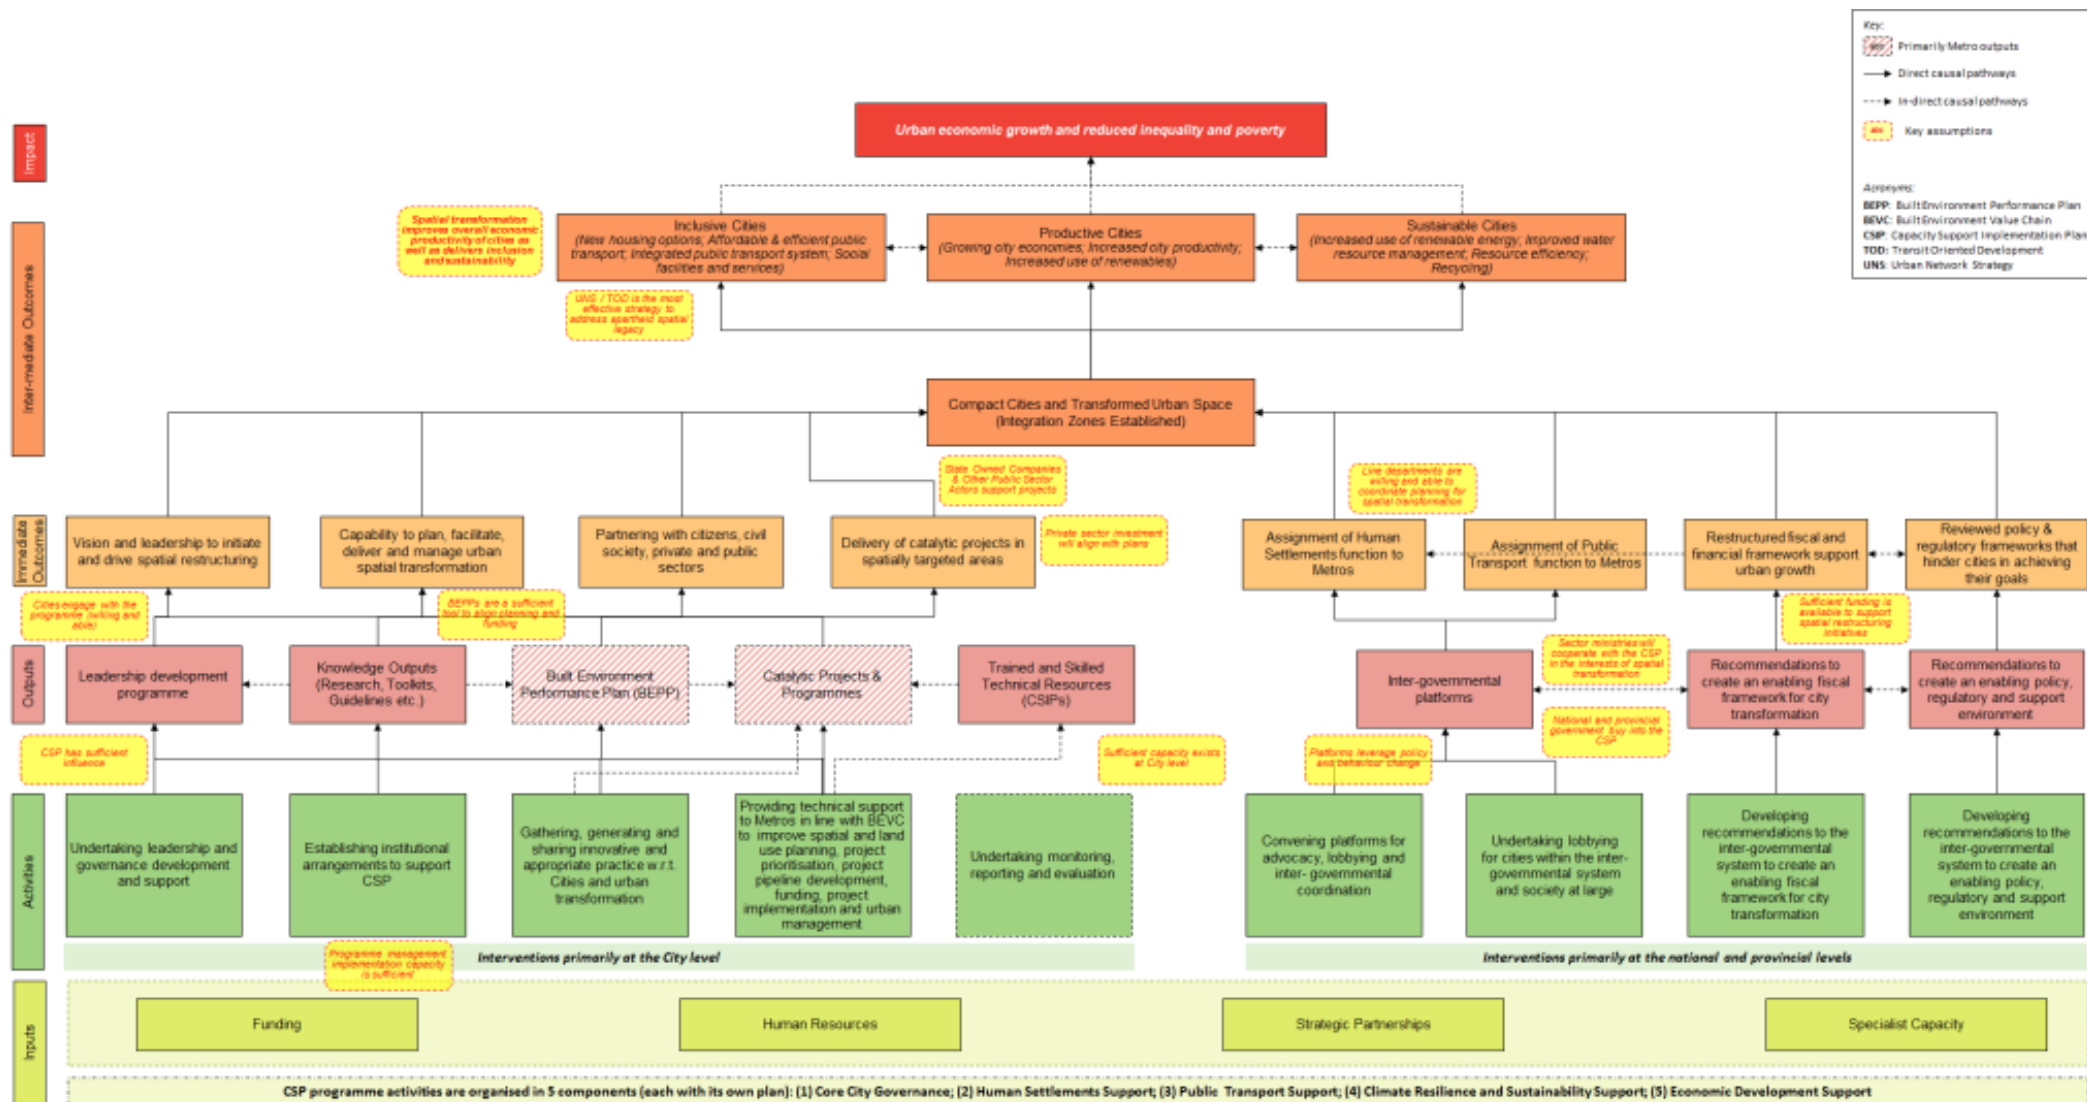 Key:
Primarily Metro outputs
Direct causal pathways
In-direct causal pathways
Key assumptions
Acronyms:
BEPP: Built Environment Performance Plan
BEVC: Built Environment Value Chain
CSIP: Capacity Support Implementation Plan
TOD: Transit Oriented Development
UNS: Urban Network Strategy
Impact
Urban economic growth and reduced inequality and poverty
Inter-mediate Outcomes
Spatial transformation
improves overall economic
productivity of cities as
well as delivers inclusion
and sustainability
Inclusive Cities
(New housing options; Affordable & efficient public
transport; Integrated public transport system; Social
facilities and services)
Productive Cities
(Growing city economies; Increased city productivity;
Increased use of renewables)
Sustainable Cities
(Increased use of renewable energy; Improved water
resource management; Resource efficiency;
Recycling)
UNS / TOD is the most
effective strategy to
address apartheid spatial
legacy
Compact Cities and Transformed Urban Space
(Integration Zones Established)
State Owned Companies
& Other Public Sector
Actors support projects
Line departments are
willing and able to
coordinate planning for
spatial transformation
Immediate
Outcomes
Vision and leadership to initiate
and drive spatial restructuring
Capability to plan, facilitate,
deliver and manage urban
spatial transformation
Partnering with citizens, civil
society, private and public
sectors
Delivery of catalytic projects in
spatially targeted areas
Private sector investment
will align with plans
Assignment of Human
Settlements function to
Metros
Assignment of Public
Transport function to Metros
Restructured fiscal and
financial framework support
urban growth
Reviewed policy &
regulatory frameworks that
hinder cities in achieving
their goals
Cities engage with the
programme (willing and
able)
BEPPs are a sufficient
tool to align planning and
funding
Sufficient funding is
available to support
spatial restructuring
initiatives
Outputs
Leadership development
programme
Knowledge Outputs
(Research, Toolkits,
Guidelines etc.)
Built Environment
Performance Plan (BEPP)
Catalytic Projects &
Programmes
Trained and Skilled
Technical Resources
(CSIPs)
Inter-governmental
platforms
Sector ministries will
cooperate with the CSP
in the interests of spatial
transformation
Recommendations to
create an enabling fiscal
framework for city
transformation
Recommendations to
create an enabling policy,
regulatory and support
environment
CSP has sufficient
influence
Sufficient capacity exists
at City level
Platforms leverage policy
and behaviour change
National and provincial
government buy into the
CSP
Activities
Undertaking leadership and
governance development
and support
Establishing institutional
arrangements to support
CSP
Gathering, generating and
sharing innovative and
appropriate practice w.r.t.
Cities and urban
transformation
Providing technical support
to Metros in line with BEVC
to improve spatial and land
use planning, project
prioritisation, project
pipeline development,
funding, project
implementation and urban
management
Undertaking monitoring,
reporting and evaluation
Convening platforms for
advocacy, lobbying and
inter- governmental
coordination
Undertaking lobbying
for cities within the inter-
governmental system
and society at large
Developing
recommendations to the
inter-governmental
system to create an
enabling fiscal
framework for city
transformation
Developing
recommendations to the
inter-governmental
system to create an
enabling policy,
regulatory and support
environment
Programme management
implementation capacity
is sufficient
Interventions primarily at the City level
Interventions primarily at the national and provincial levels
Inputs
Funding
Human Resources
Strategic Partnerships
Specialist Capacity
CSP programme activities are organised in 5 components (each with its own plan): (1) Core City Governance; (2) Human Settlements Support; (3) Public Transport Support; (4) Climate Resilience and Sustainability Support; (5) Economic Development Support